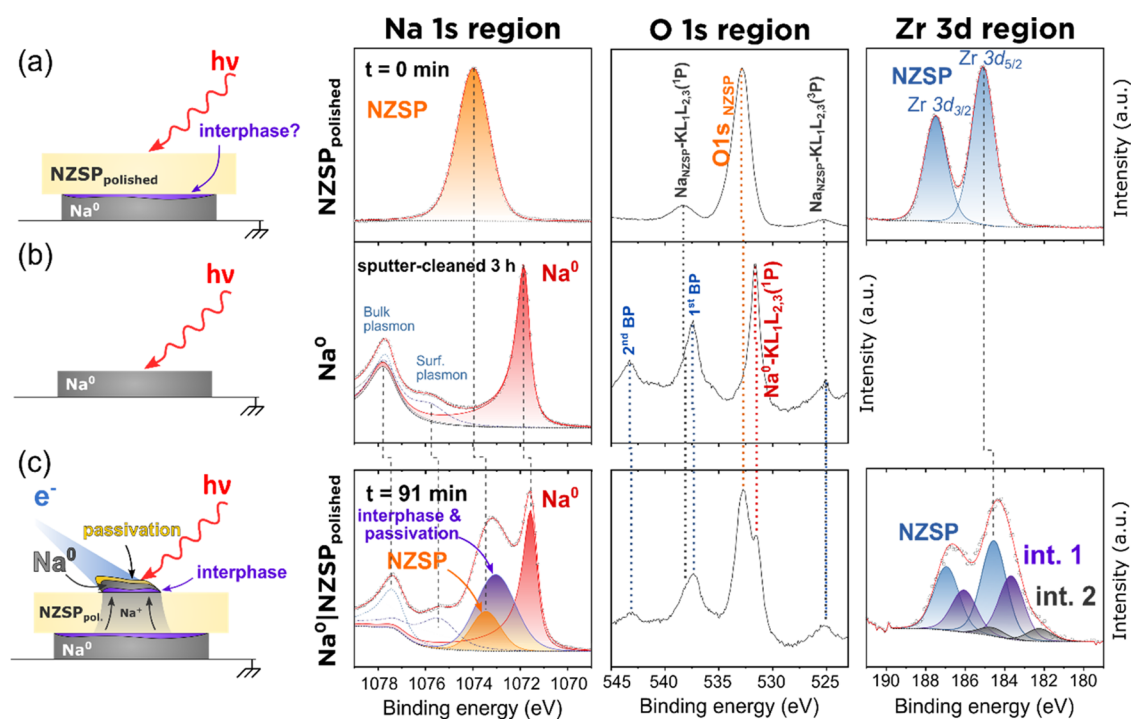 Na 1s region
O 1s region
Zr 3d region
(a)
hν
interphase?
NZSPpolished
Na⁰
NZSPpolished
t = 0 min
NZSP
NaNZSP-KL₁L₂,₃(¹P)
O1s NZSP
NaNZSP-KL₁L₂,₃(³P)
NZSP
Zr 3d5/2
Zr 3d3/2
Intensity (a.u.)
(b)
hν
Na⁰
Na⁰
sputter-cleaned 3 h
Na⁰
Bulk
plasmon
Surf.
plasmon
2nd BP
1st BP
Na⁰-KL₁L₂,₃(¹P)
Intensity (a.u.)
(c)
e⁻
hν
passivation
Na⁰
interphase
NZSPpol.
Na⁺
Na⁰
Na⁰|NZSPpolished
t = 91 min
Na⁰
interphase &
passivation
NZSP
NZSP
int. 1
int. 2
Intensity (a.u.)
1078 1076 1074 1072 1070
Binding energy (eV)
545 540 535 530 525
Binding energy (eV)
190 188 186 184 182 180
Binding energy (eV)